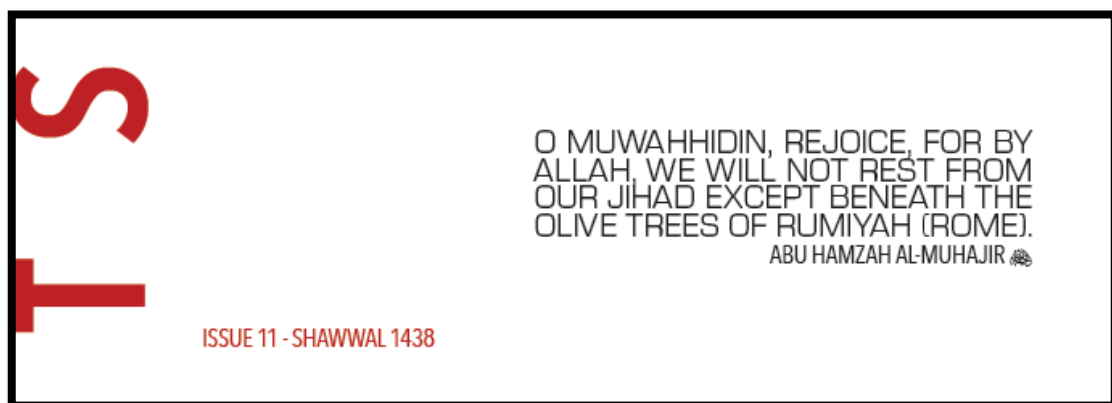 T S
O MUWAHHIDIN, REJOICE, FOR BY
ALLAH, WE WILL NOT REST FROM
OUR JIHAD EXCEPT BENEATH THE
OLIVE TREES OF RUMIYAH (ROME).
ABU HAMZAH AL-MUHAJIR
ISSUE 11 - SHAWWAL 1438